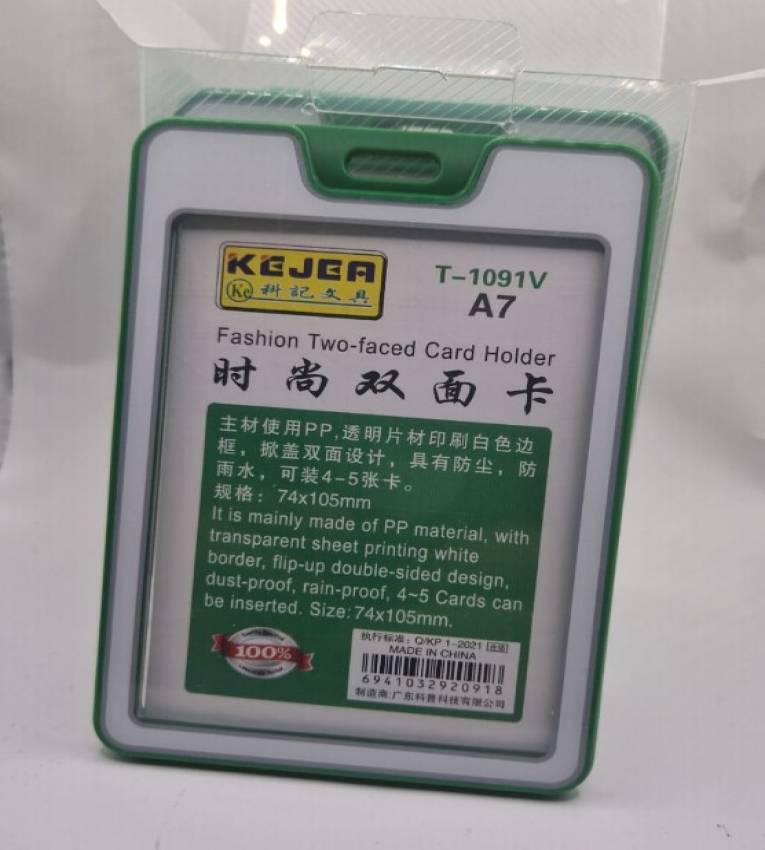 KEJEA
Ke 科記文具
T-1091V
A7
Fashion Two-faced Card Holder
时尚双面卡
主材使用PP,透明片材印刷白色边
框，掀盖双面设计，具有防尘，防
雨水，可装4-5张卡。
规格：74x105mm
It is mainly made of PP material, with
transparent sheet printing white
border, flip-up double-sided design,
dust-proof, rain-proof, 4~5 Cards can
be inserted. Size:74x105mm.
100%
执行标准：Q/KP 1-2021
MADE IN CHINA
6941032920918
制造商:广东科普科技有限公司